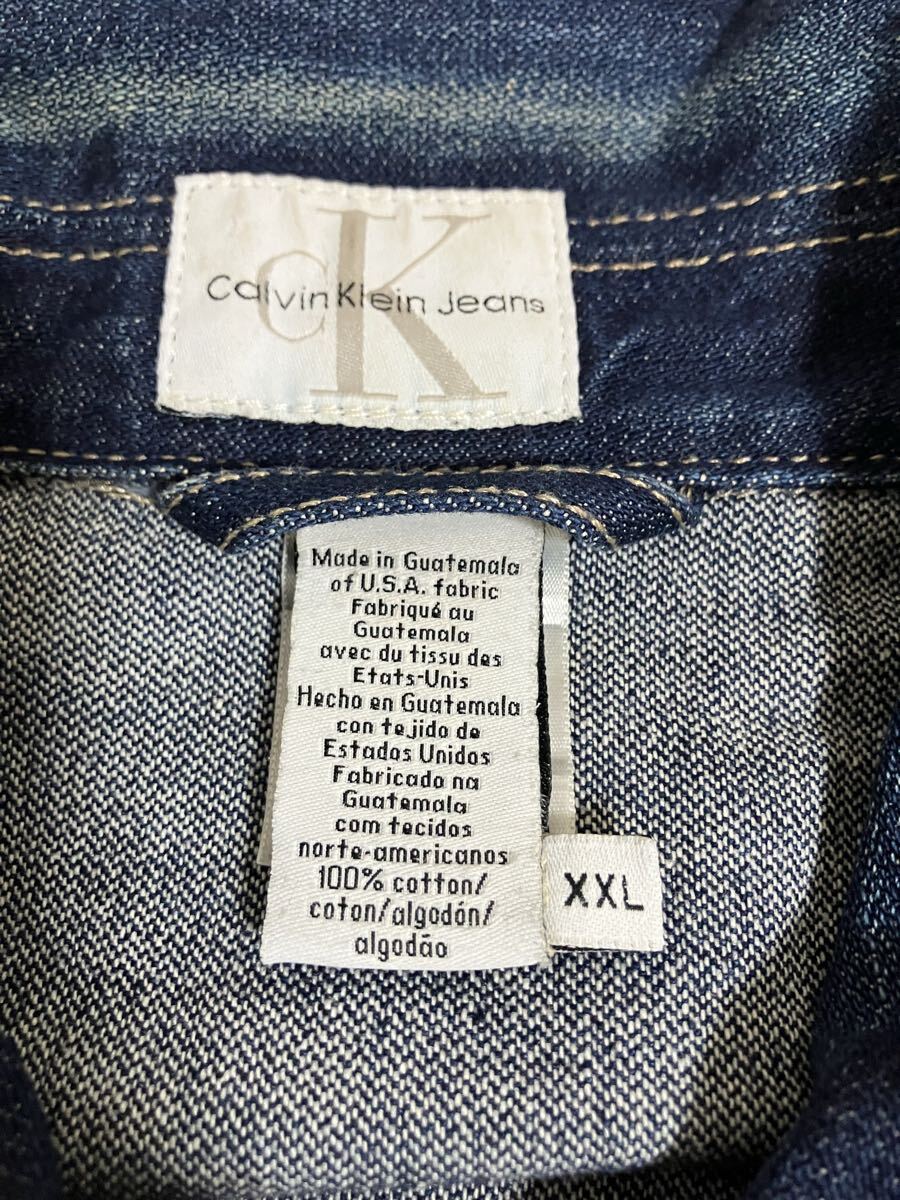 cK
Calvin Klein Jeans
Made in Guatemala
of U.S.A. fabric
Fabriqué au
Guatemala
avec du tissu des
Etats-Unis
Hecho en Guatemala
con tejido de
Estados Unidos
Fabricado na
Guatemala
com tecidos
norte-americanos
100% cotton/
coton/algodón/
algodão
XXL